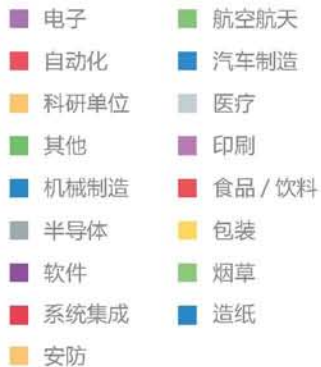 电子
自动化
科研单位
其他
机械制造
半导体
软件
系统集成
安防
航空航天
汽车制造
医疗
印刷
食品 / 饮料
包装
烟草
造纸